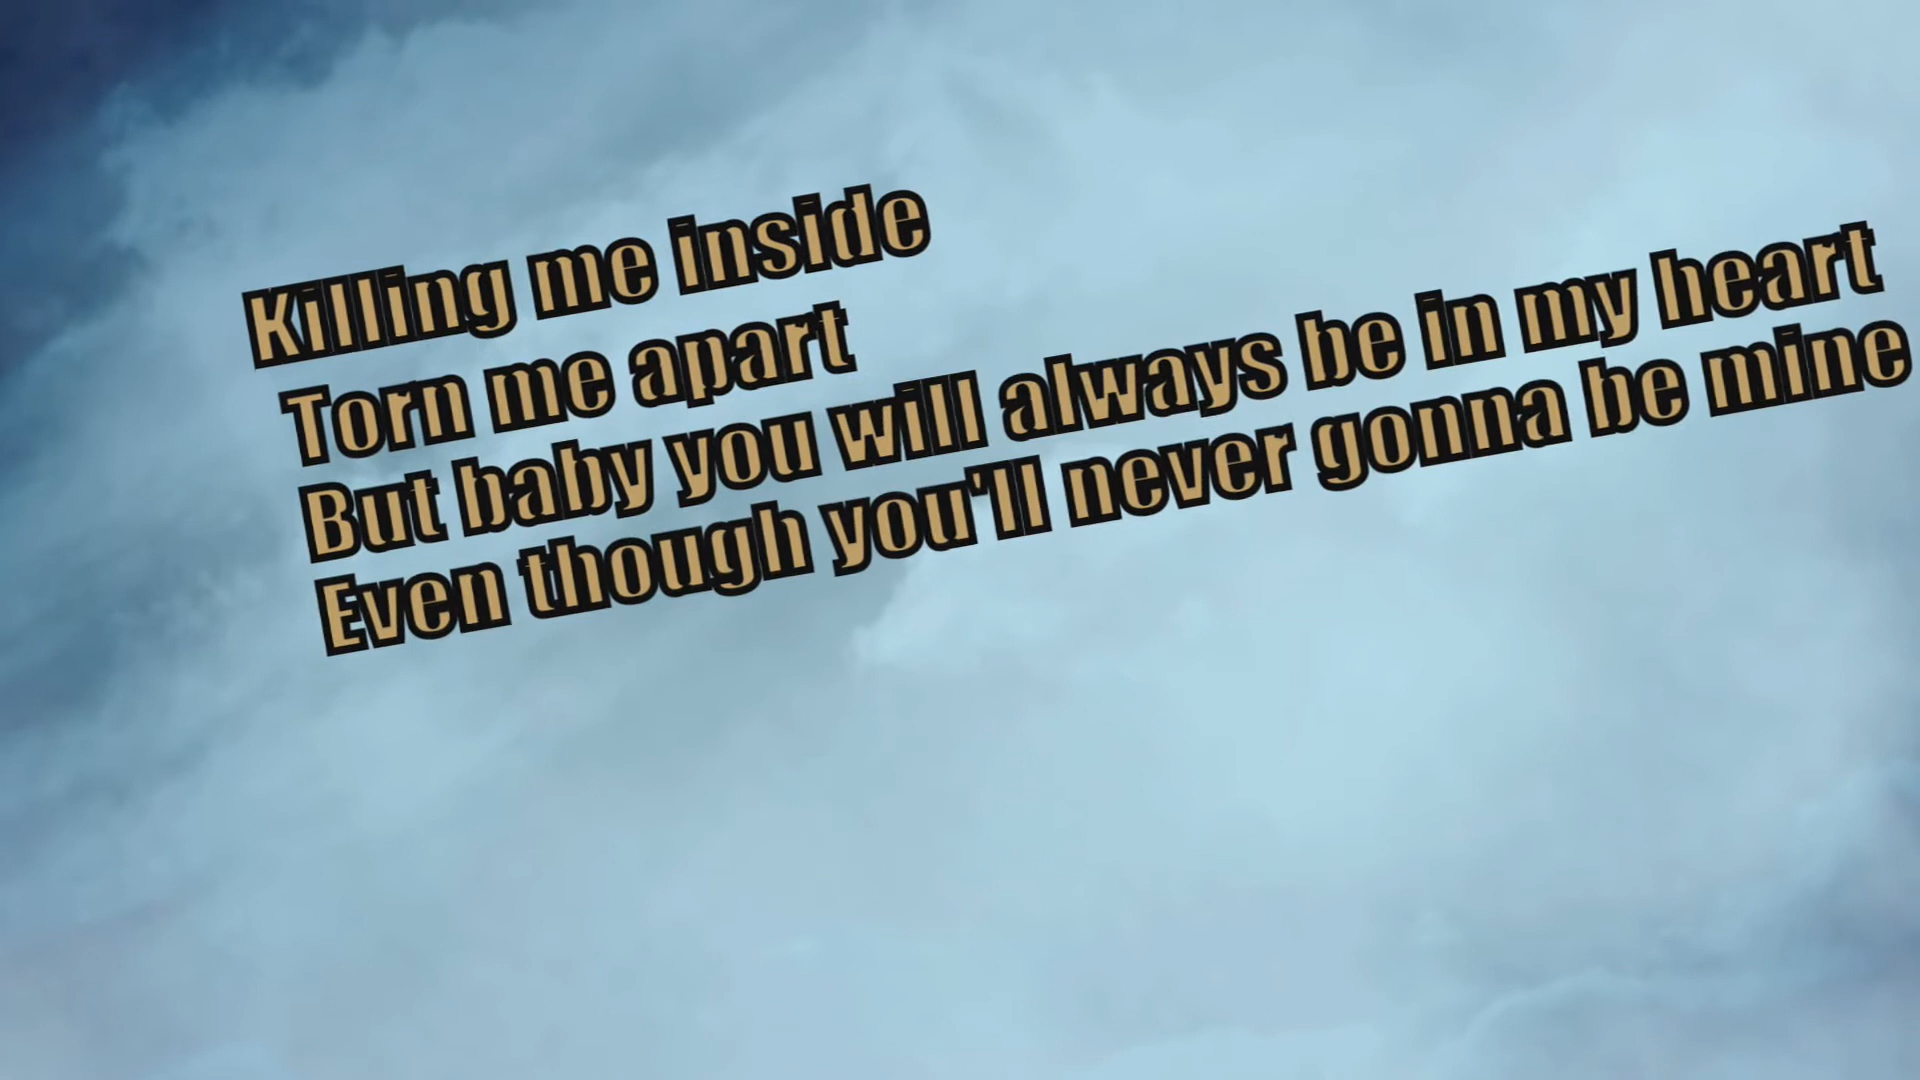 Killing me inside
Torn me apart
But baby you will always be in my heart
Even though you'll never gonna be mine